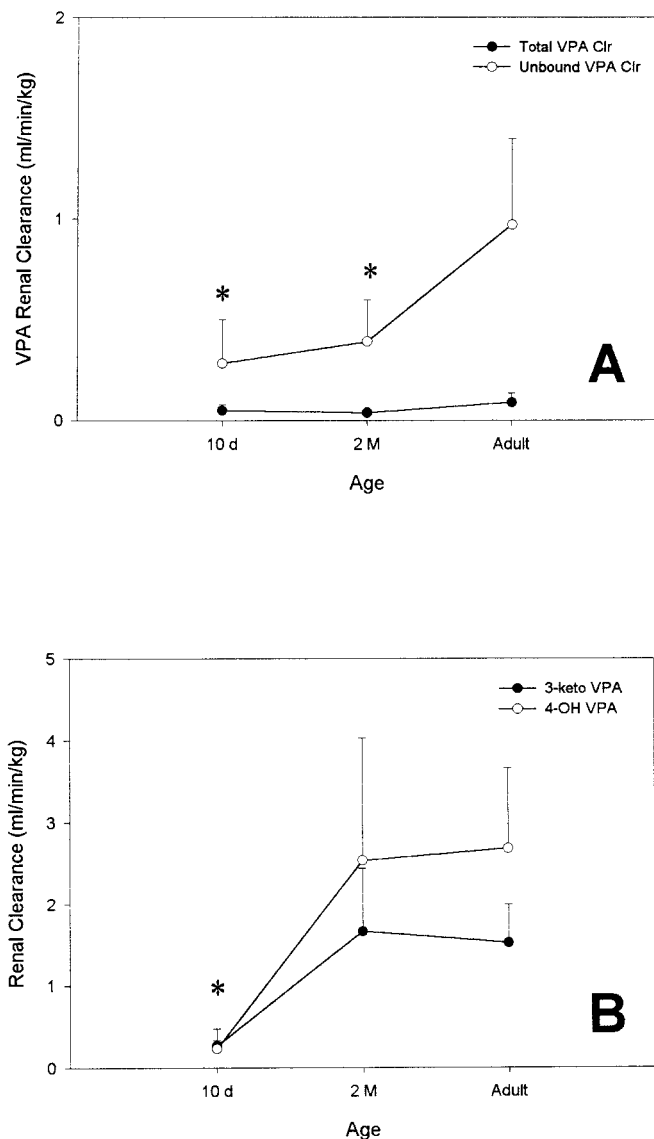 2
Total VPA Clr
Unbound VPA Clr
VPA Renal Clearance (ml/min/kg)
1
*
*
A
0
10 d
2 M
Adult
Age
5
3-keto VPA
4-OH VPA
4
Renal Clearance (ml/min/kg)
3
2
1
*
B
0
10 d
2 M
Adult
Age